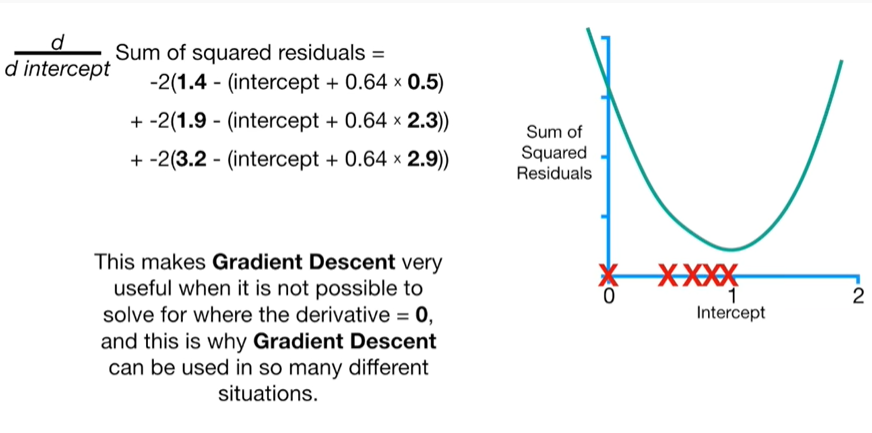 d
d intercept
Sum of squared residuals =
-2(1.4 - (intercept + 0.64 × 0.5)
+ -2(1.9 - (intercept + 0.64 × 2.3))
+ -2(3.2 - (intercept + 0.64 × 2.9))
This makes Gradient Descent very
useful when it is not possible to
solve for where the derivative = 0,
and this is why Gradient Descent
can be used in so many different
situations.
Sum of
Squared
Residuals
0
1
2
Intercept